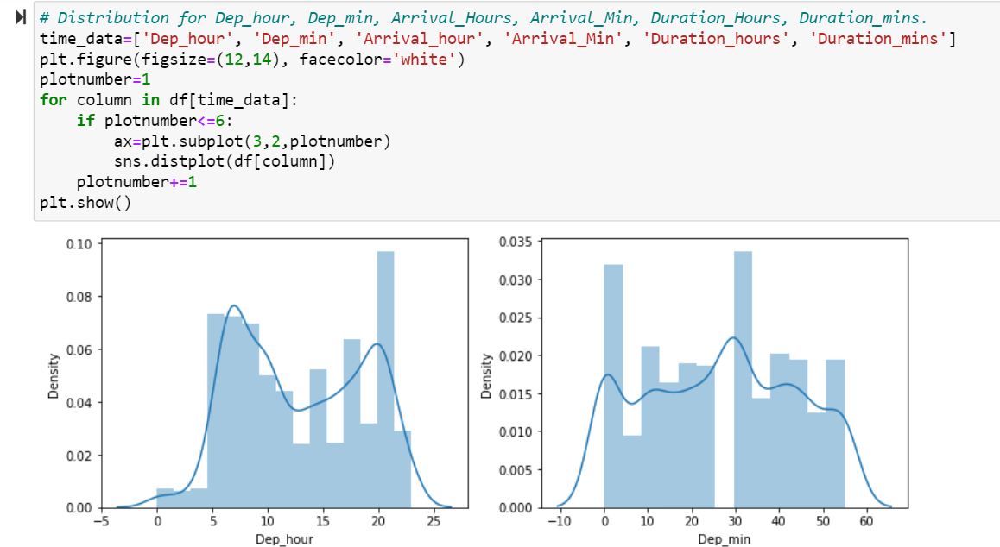 # Distribution for Dep_hour, Dep_min, Arrival_Hours, Arrival_Min, Duration_Hours, Duration_mins.
time_data=['Dep_hour', 'Dep_min', 'Arrival_hour', 'Arrival_Min', 'Duration_hours', 'Duration_mins']
plt.figure(figsize=(12,14), facecolor='white')
plotnumber=1
for column in df[time_data]:
    if plotnumber<=6:
        ax=plt.subplot(3,2,plotnumber)
        sns.distplot(df[column])
    plotnumber+=1
plt.show()
0.10
0.08
0.06
0.04
0.02
0.00
Density
−5 0 5 10 15 20 25
Dep_hour
0.035
0.030
0.025
0.020
0.015
0.010
0.005
0.000
Density
−10 0 10 20 30 40 50 60
Dep_min